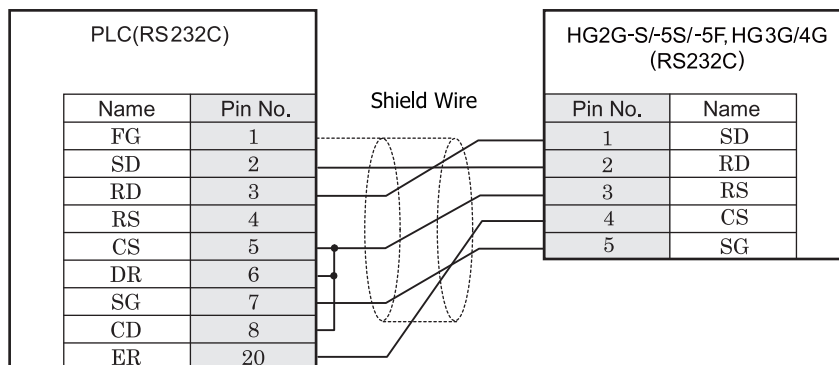 PLC(RS232C)
Name Pin No.
FG 1
SD 2
RD 3
RS 4
CS 5
DR 6
SG 7
CD 8
ER 20
Shield Wire
HG2G-S/-5S/-5F, HG3G/4G
(RS232C)
Pin No. Name
1 SD
2 RD
3 RS
4 CS
5 SG